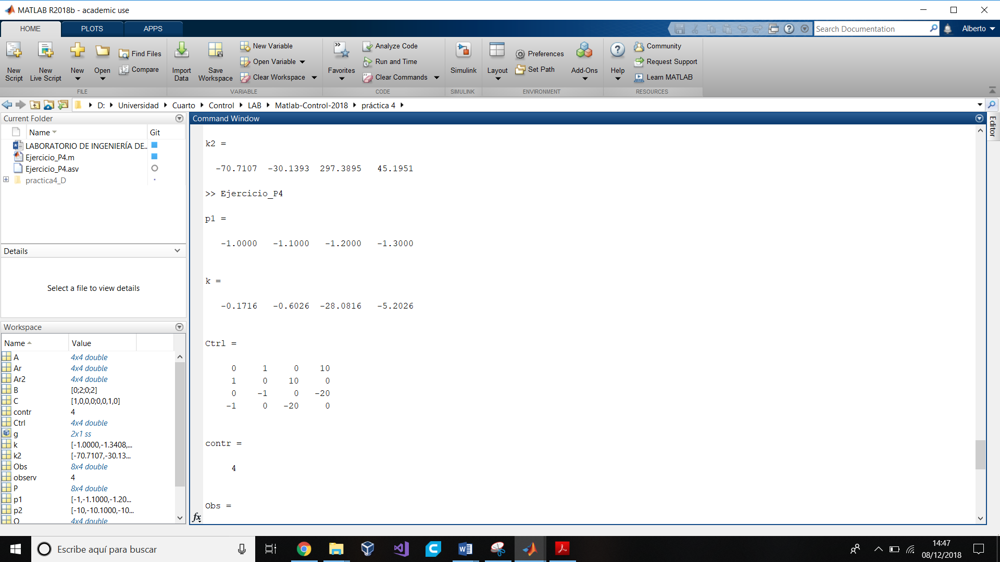 MATLAB R2018b - academic use
HOME PLOTS APPS
Search Documentation
Alberto
New Script
New Live Script
New
Open
Find Files
Compare
FILE
Import Data
Save Workspace
New Variable
Open Variable
Clear Workspace
VARIABLE
Favorites
Analyze Code
Run and Time
Clear Commands
CODE
Simulink
SIMULINK
Layout
Preferences
Set Path
Add-Ons
ENVIRONMENT
Help
Community
Request Support
Learn MATLAB
RESOURCES
D: Universidad Cuarto Control LAB Matlab-Control-2018 práctica 4
Current Folder
Name Git
LABORATORIO DE INGENIERÍA DE...
Ejercicio_P4.m
Ejercicio_P4.asv
practica4_D
Details
Select a file to view details
Workspace
Name Value
A 4x4 double
Ar 4x4 double
Ar2 4x4 double
B [0;2;0;2]
C [1,0,0,0;0,0,1,0]
contr 4
Ctrl 4x4 double
g 2x1 ss
k [-1.0000,-1.3408,...
k2 [-70.7107,-30.13...
Obs 8x4 double
observ 4
P 8x4 double
p1 [-1,-1.1000,-1.20...
p2 [-10,-10.1000,-10...
Q 4x4 double
Command Window
k2 =
-70.7107 -30.1393 297.3895 45.1951
>> Ejercicio_P4
p1 =
-1.0000 -1.1000 -1.2000 -1.3000
k =
-0.1716 -0.6026 -28.0816 -5.2026
Ctrl =
0 1 0 10
1 0 10 0
0 -1 0 -20
-1 0 -20 0
contr =
4
Obs =
fx
Editor
Escribe aquí para buscar
14:47
08/12/2018